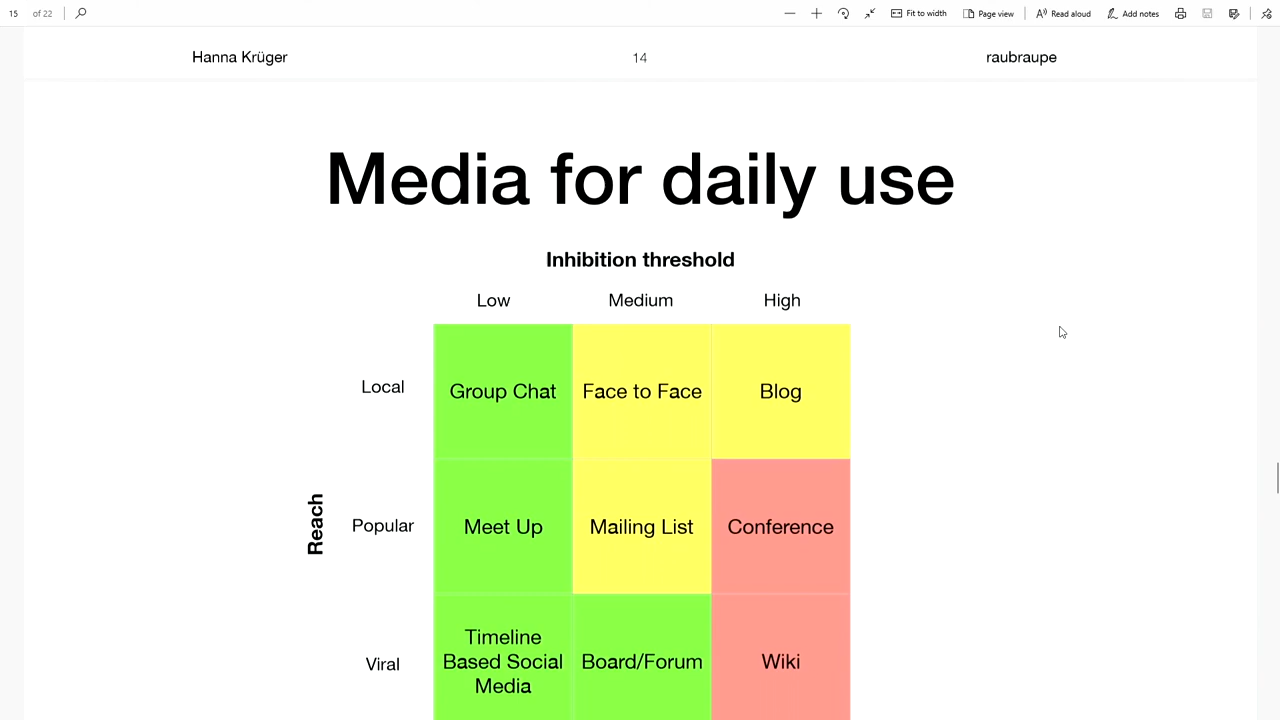 15 of 22 Fit to width Page view Read aloud Add notes
Hanna Krüger 14 raubraupe
Media for daily use
Inhibition threshold
Low Medium High
Local Group Chat Face to Face Blog
Reach
Popular Meet Up Mailing List Conference
Viral
Timeline
Based Social Board/Forum Wiki
Media